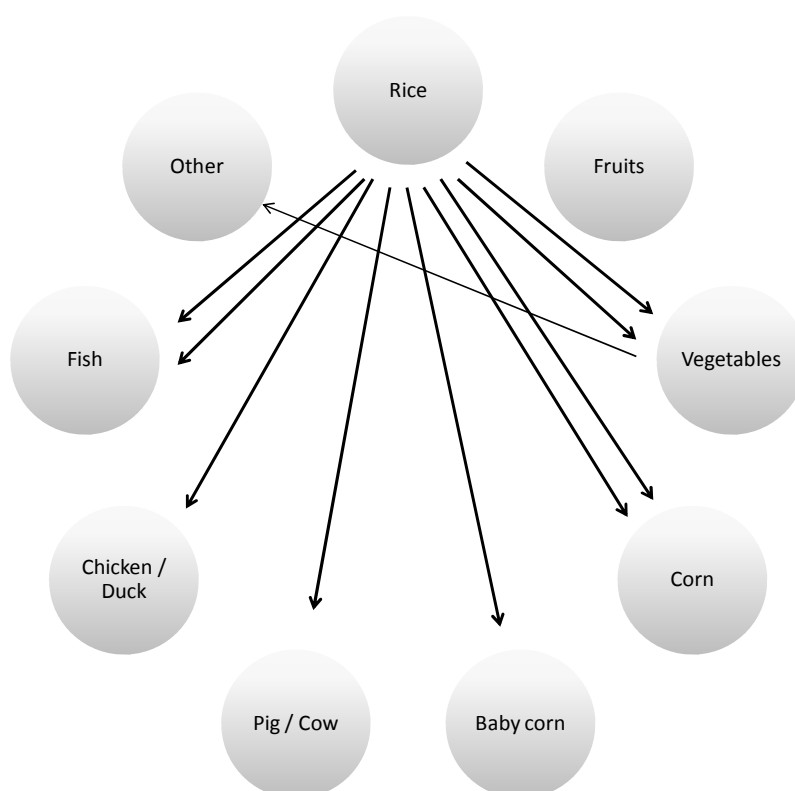 Rice
Other
Fruits
Fish
Vegetables
Chicken /
Duck
Corn
Pig / Cow
Baby corn